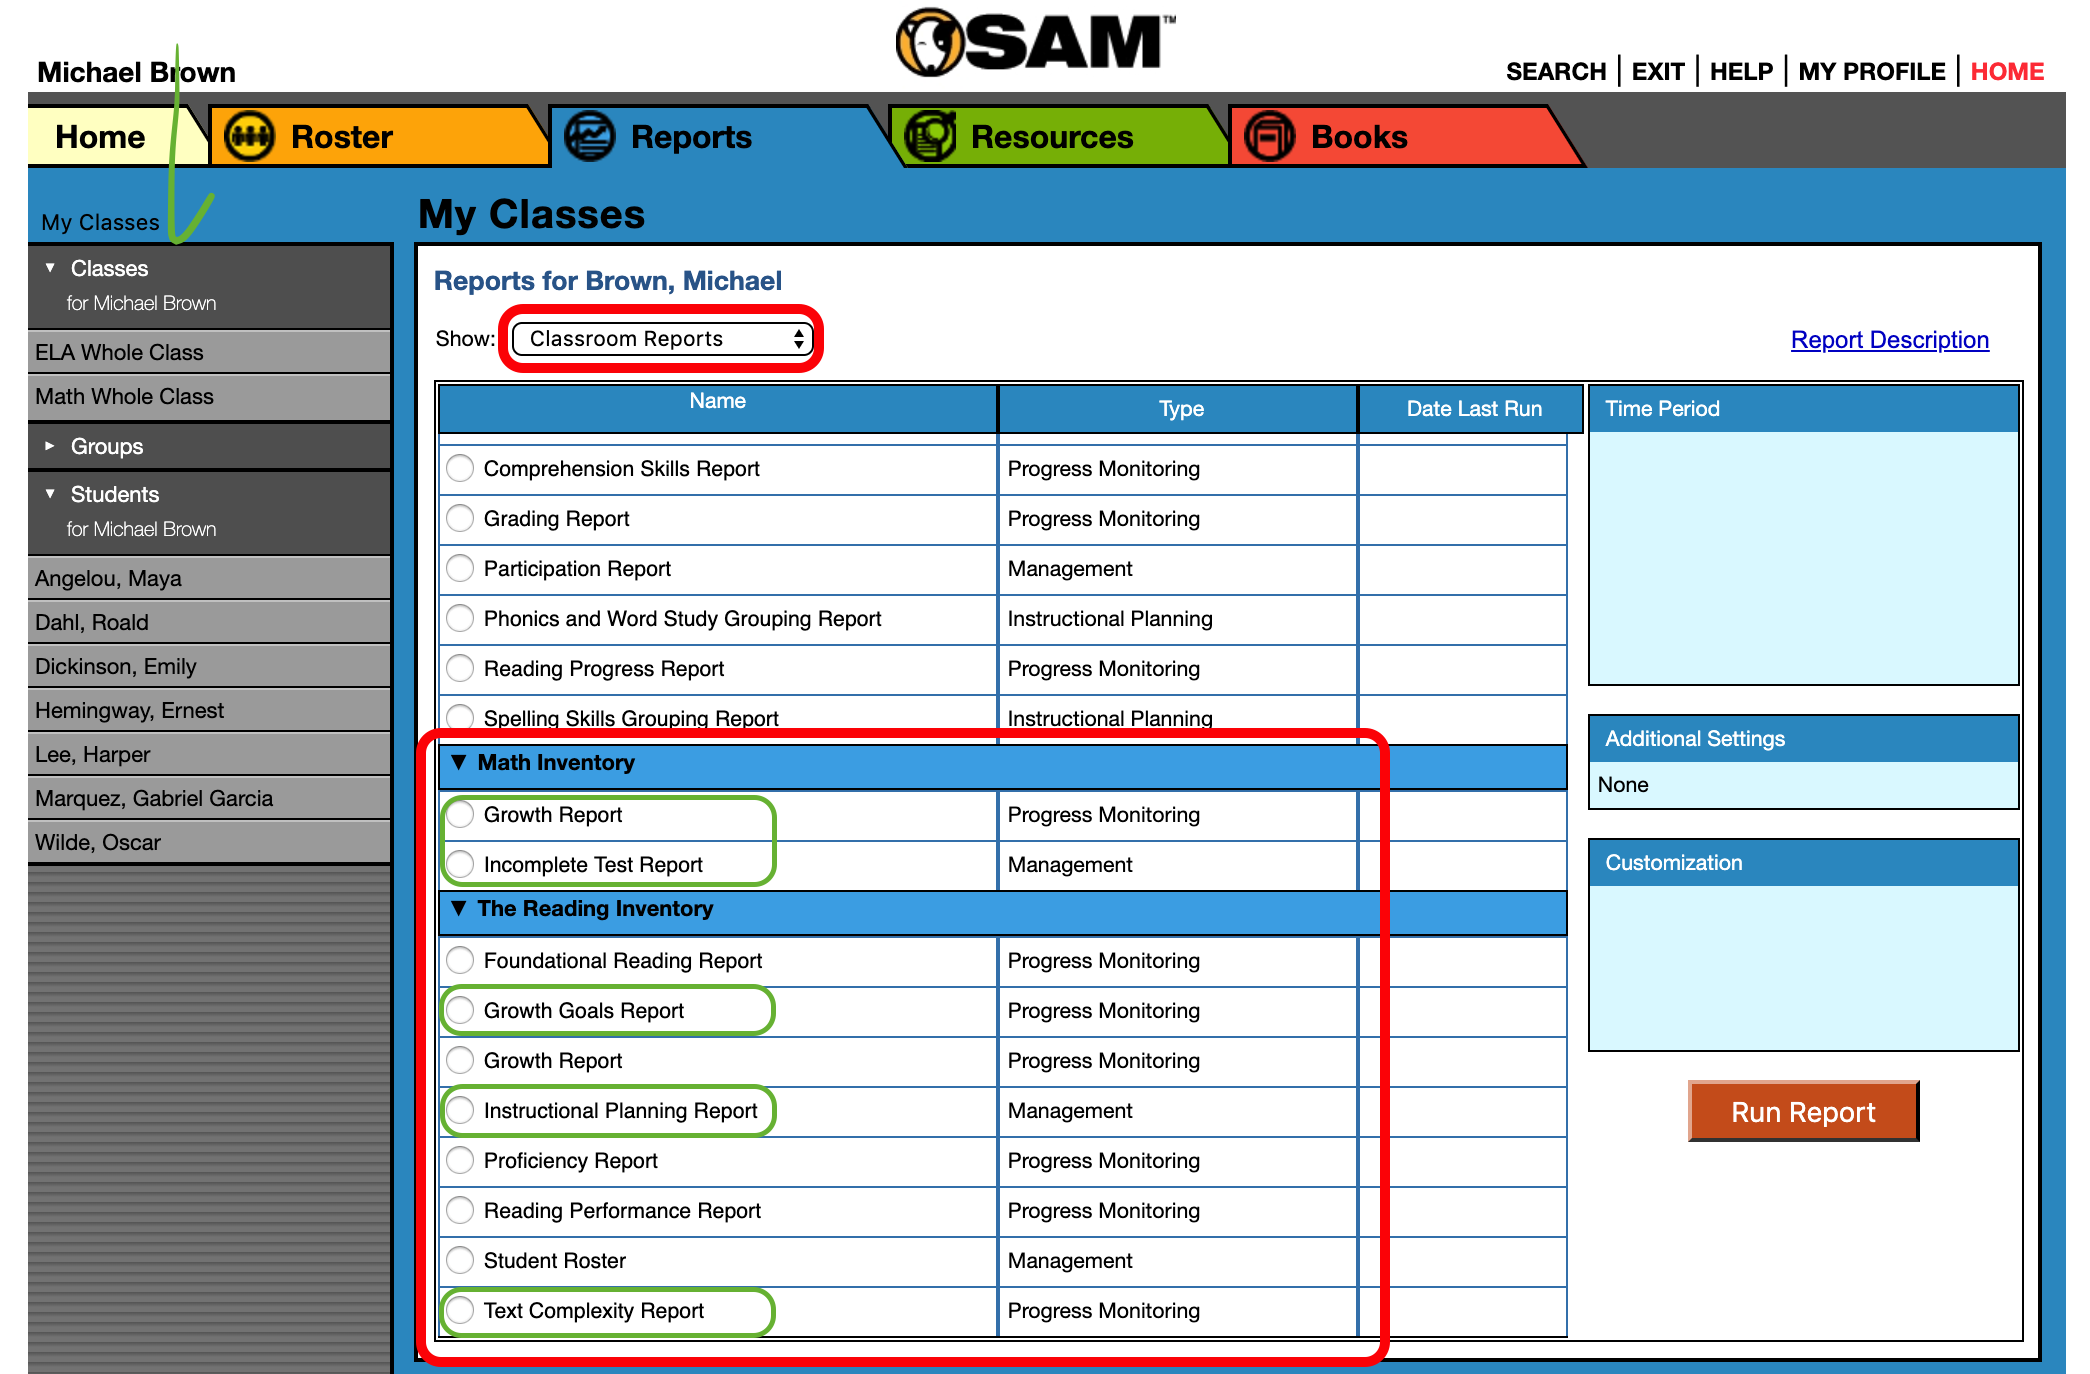 SAM™
Michael Brown
SEARCH | EXIT | HELP | MY PROFILE | HOME
Home Roster Reports Resources Books
My Classes
▼ Classes
for Michael Brown
ELA Whole Class
Math Whole Class
► Groups
▼ Students
for Michael Brown
Angelou, Maya
Dahl, Roald
Dickinson, Emily
Hemingway, Ernest
Lee, Harper
Marquez, Gabriel Garcia
Wilde, Oscar
My Classes
Reports for Brown, Michael
Show: Classroom Reports
Report Description
Name Type Date Last Run
Comprehension Skills Report Progress Monitoring
Grading Report Progress Monitoring
Participation Report Management
Phonics and Word Study Grouping Report Instructional Planning
Reading Progress Report Progress Monitoring
Spelling Skills Grouping Report Instructional Planning
▼ Math Inventory
Growth Report Progress Monitoring
Incomplete Test Report Management
▼ The Reading Inventory
Foundational Reading Report Progress Monitoring
Growth Goals Report Progress Monitoring
Growth Report Progress Monitoring
Instructional Planning Report Management
Proficiency Report Progress Monitoring
Reading Performance Report Progress Monitoring
Student Roster Management
Text Complexity Report Progress Monitoring
Time Period
Additional Settings
None
Customization
Run Report